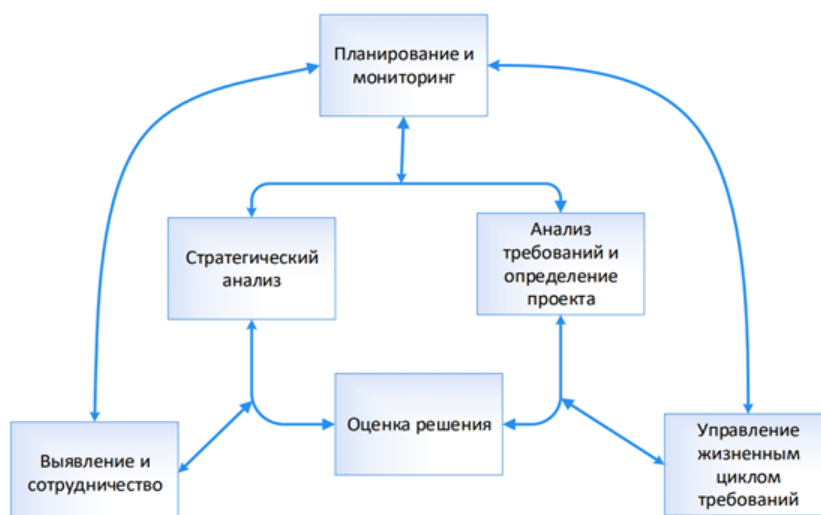 Планирование и
мониторинг
Стратегический
анализ
Анализ
требований и
определение
проекта
Оценка решения
Выявление и
сотрудничество
Управление
жизненным
циклом
требований